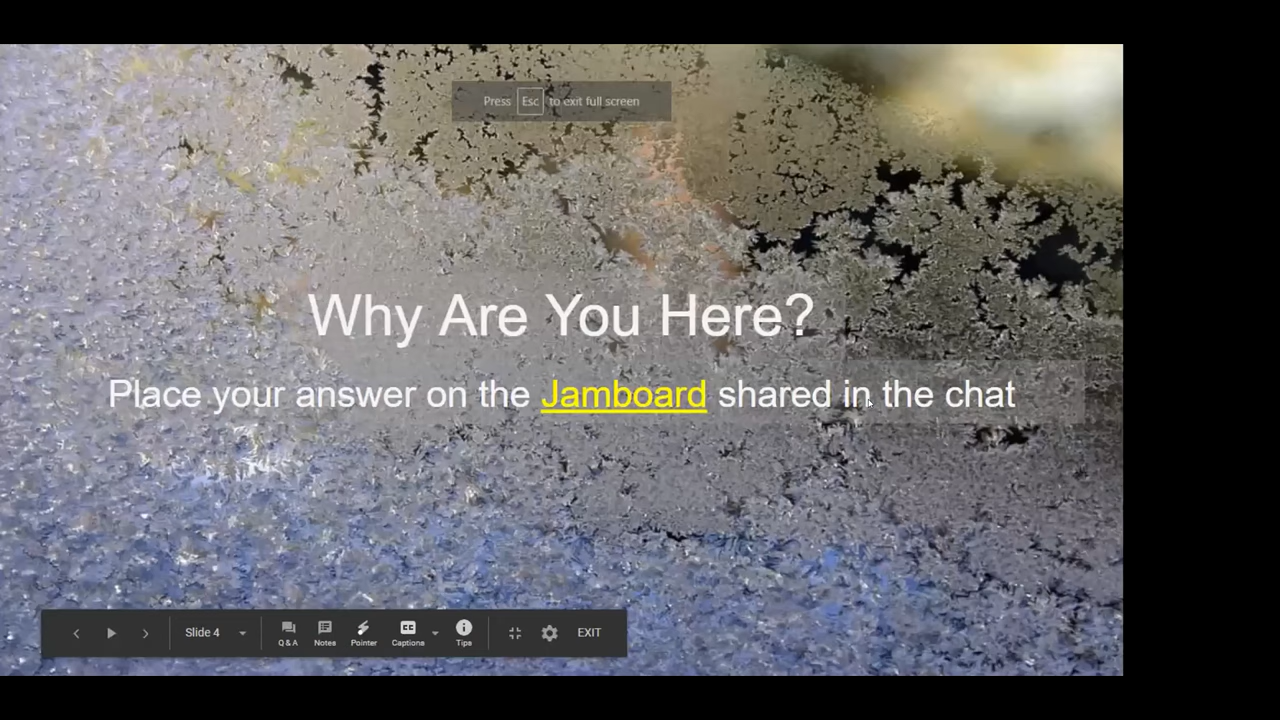 Press Esc to exit full screen
Why Are You Here?
Place your answer on the Jamboard shared in the chat
Slide 4
Q & A
Notes
Pointer
CC
Captions
Tips
EXIT